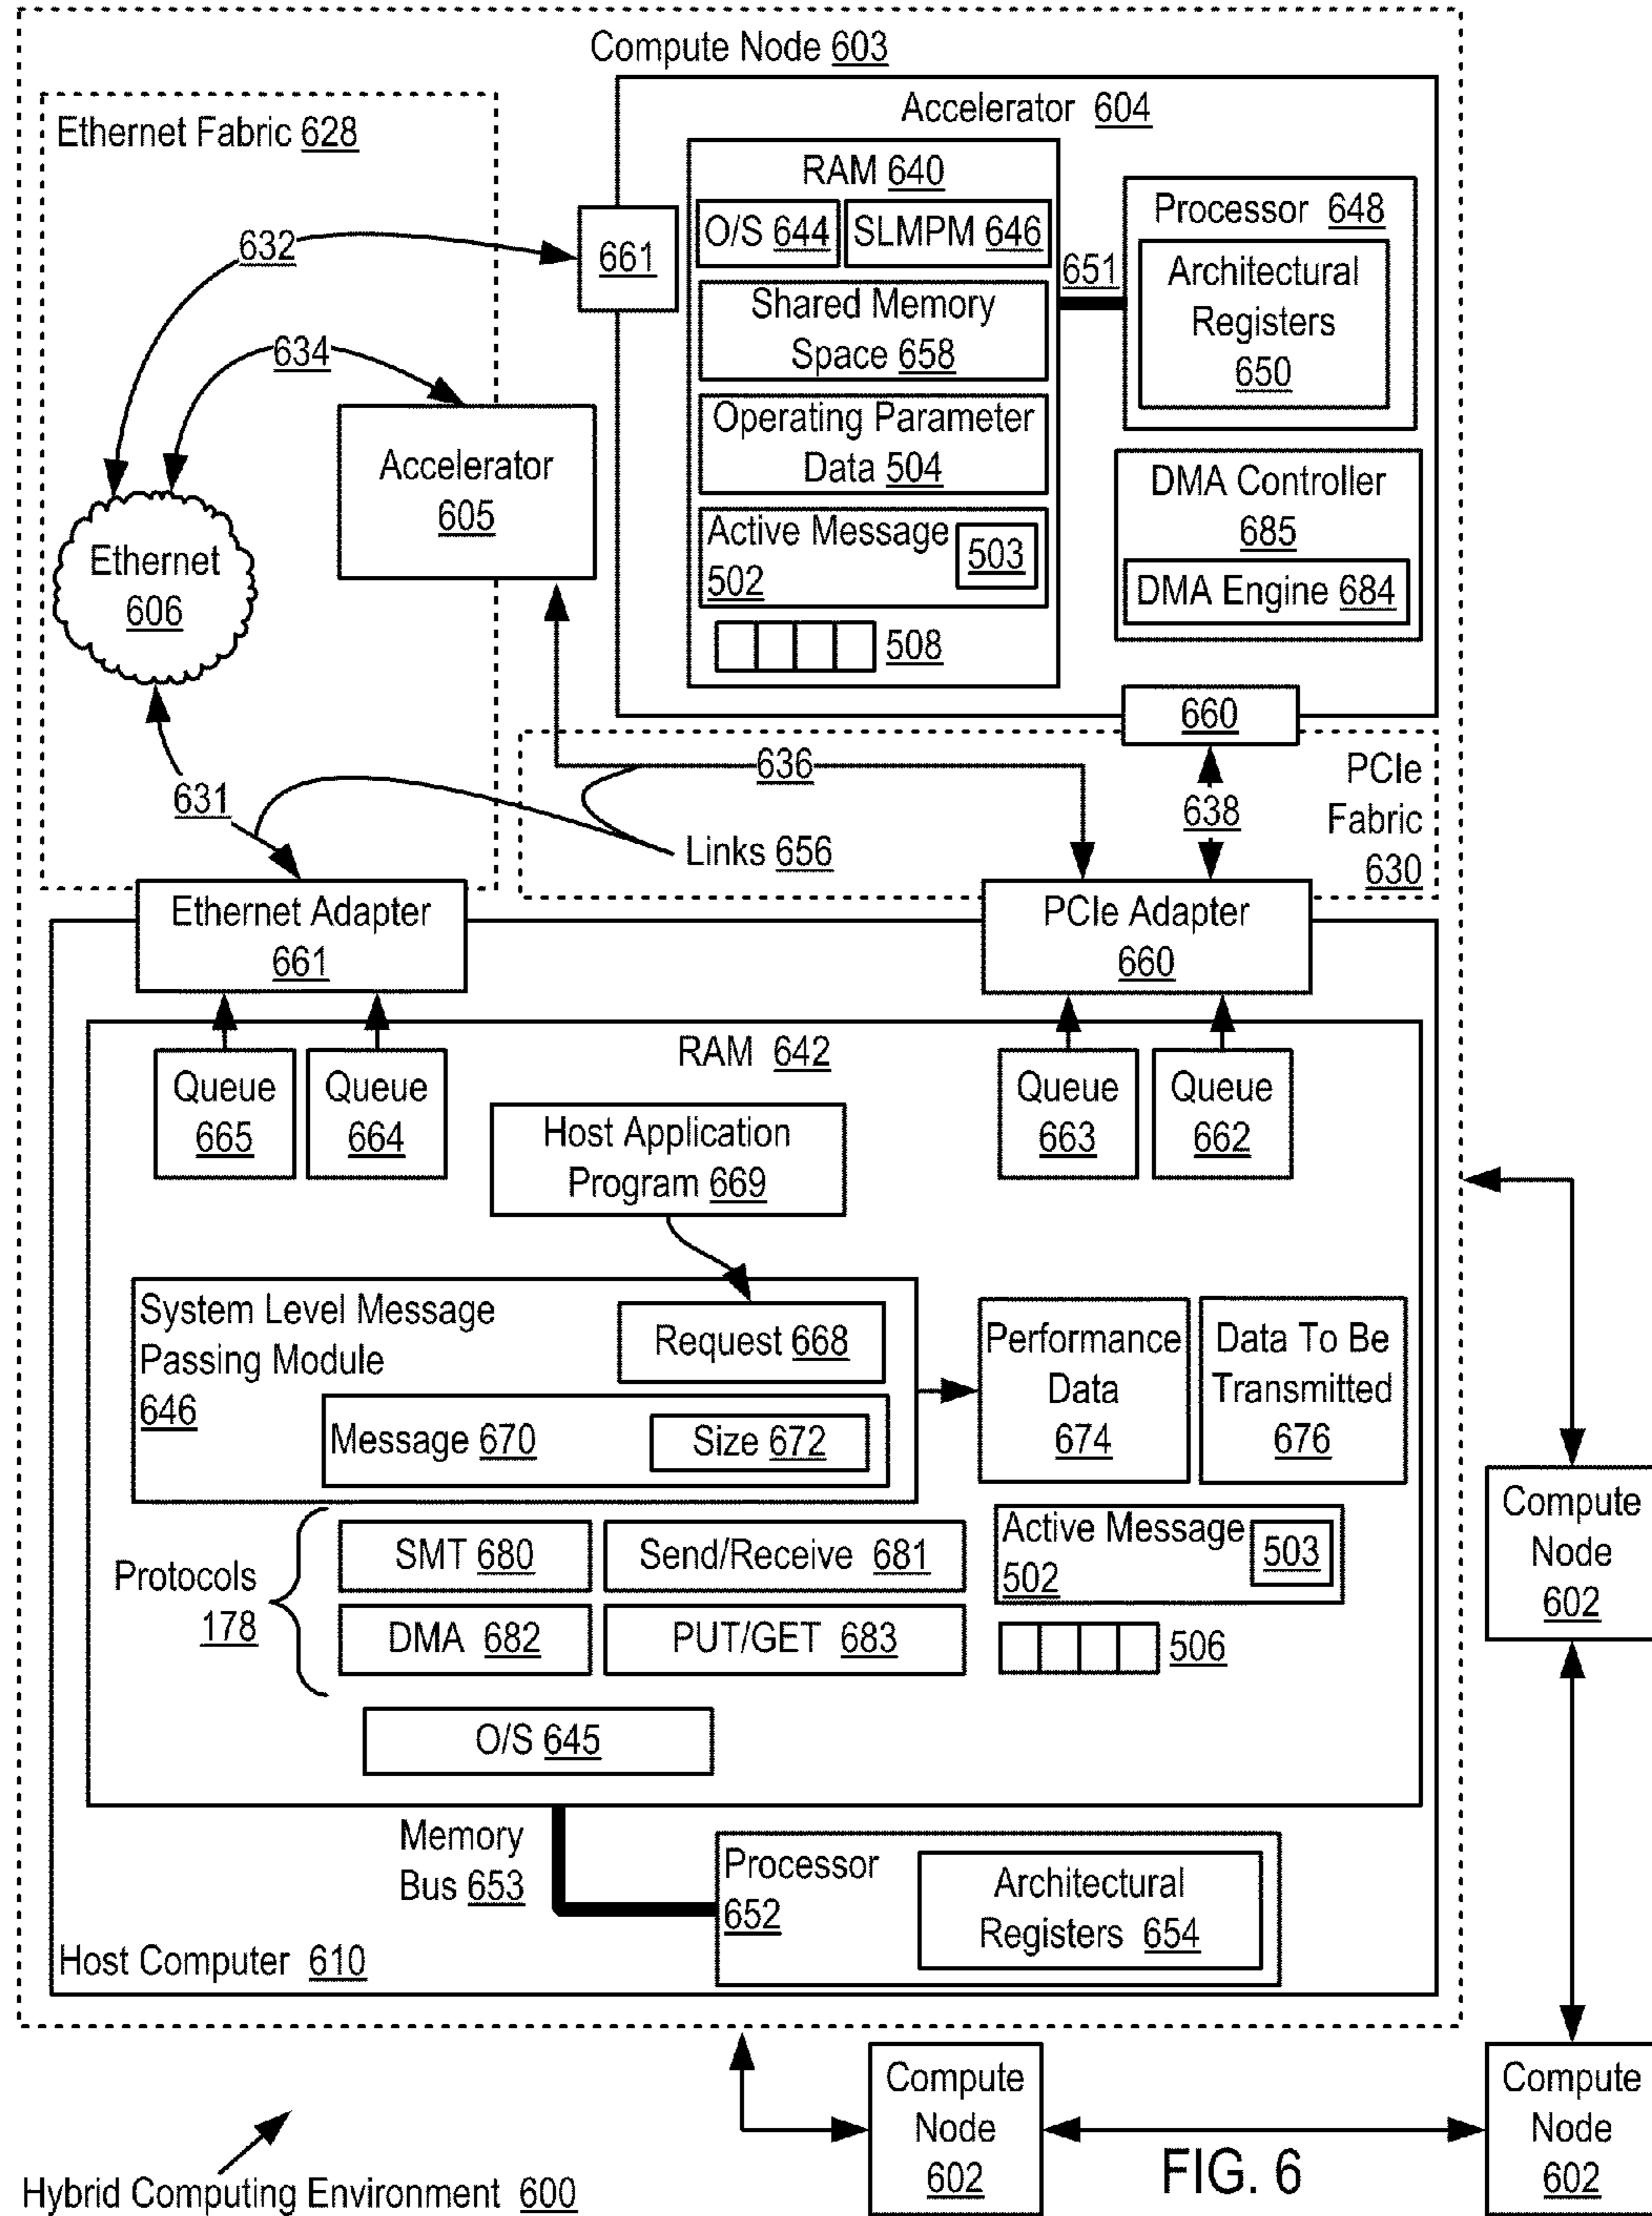 Compute Node 603
Ethernet Fabric 628
Accelerator 604
RAM 640
O/S 644
SLMPM 646
Shared Memory
Space 658
Operating Parameter
Data 504
Active Message
502
503
508
651
Processor 648
Architectural
Registers
650
DMA Controller
685
DMA Engine 684
660
661
632
634
Accelerator
605
Ethernet
606
631
636
638
Links 656
PCIe
Fabric
630
Ethernet Adapter
661
PCIe Adapter
660
RAM 642
Queue
665
Queue
664
Queue
663
Queue
662
Host Application
Program 669
System Level Message
Passing Module
646
Request 668
Message 670
Size 672
Performance
Data
674
Data To Be
Transmitted
676
Protocols
178
SMT 680
Send/Receive 681
DMA 682
PUT/GET 683
Active Message
502
503
506
O/S 645
Memory
Bus 653
Processor
652
Architectural
Registers 654
Host Computer 610
Compute
Node
602
Compute
Node
602
Compute
Node
602
Hybrid Computing Environment 600
FIG. 6